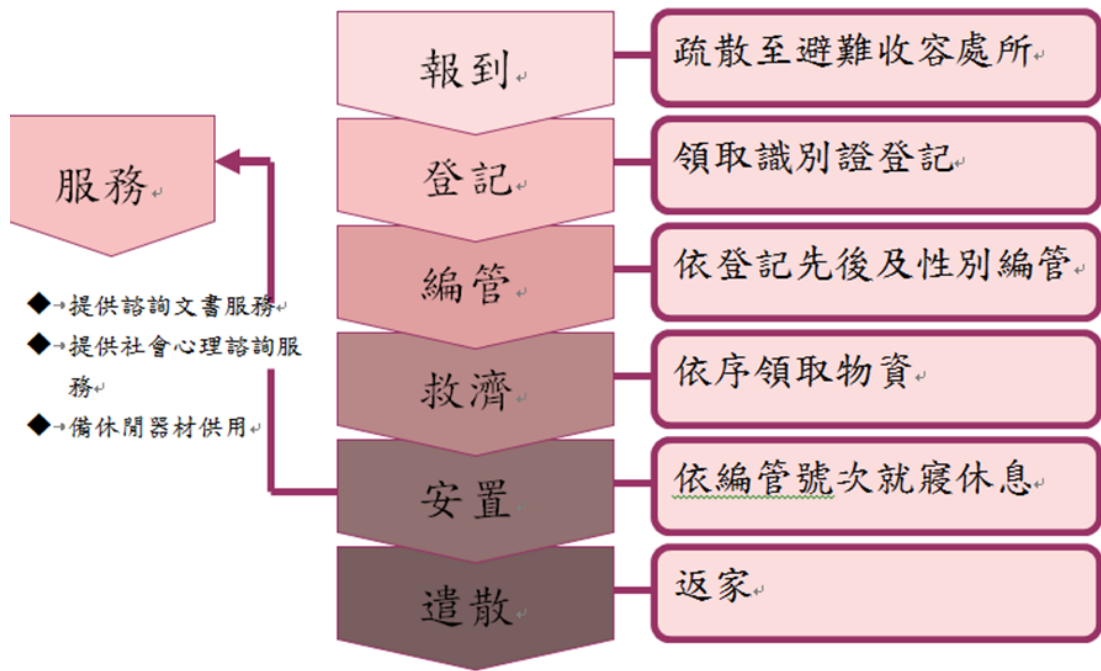 報到
疏散至避難收容處所
登記
領取識別證登記
編管
依登記先後及性別編管
救濟
依序領取物資
安置
依編管號次就寢休息
遣散
返家
服務
◆提供諮詢文書服務
◆提供社會心理諮詢服
務
◆備休閒器材供用